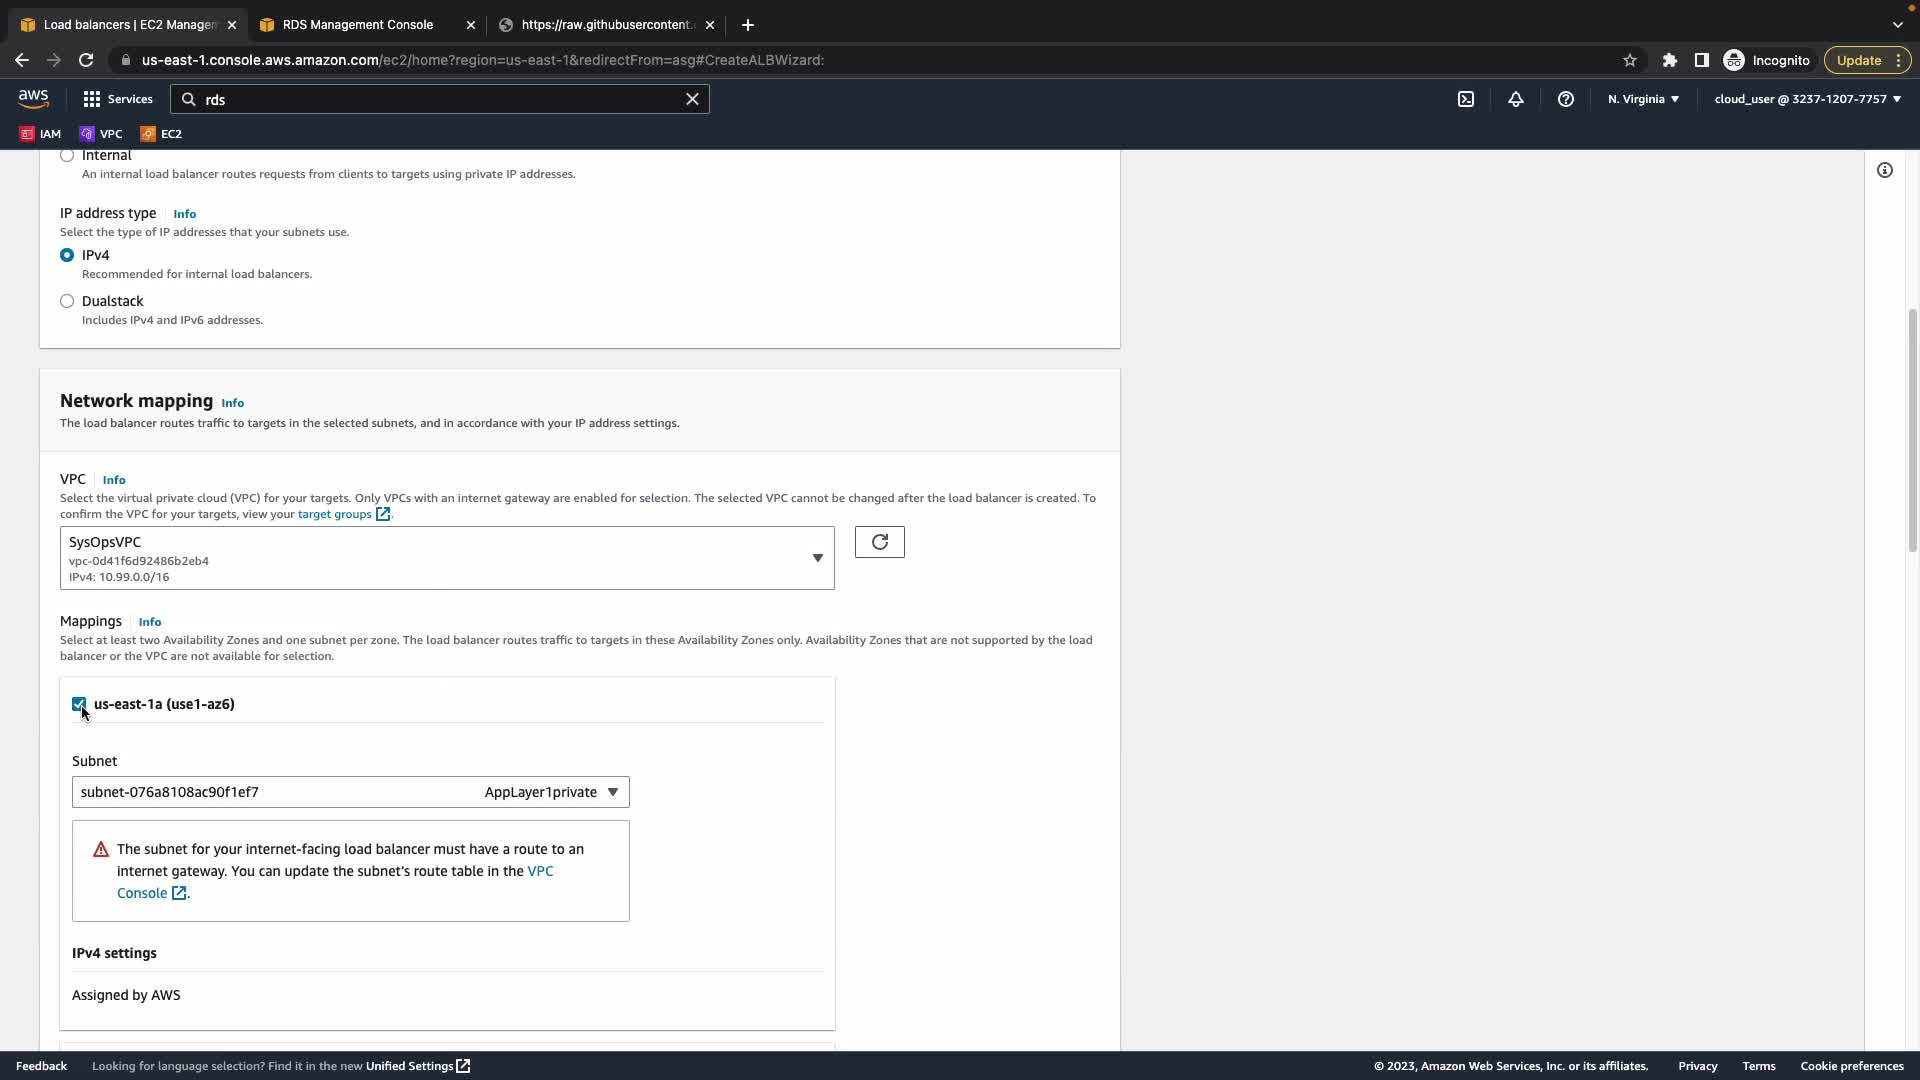 Load balancers | EC2 Managem
RDS Management Console
https://raw.githubusercontent.
us-east-1.console.aws.amazon.com/ec2/home?region=us-east-1&redirectFrom=asg#CreateALBWizard:
Incognito
Update
aws
Services
rds
N. Virginia
cloud_user @ 3237-1207-7757
IAM
VPC
EC2
Internal
An internal load balancer routes requests from clients to targets using private IP addresses.
IP address type Info
Select the type of IP addresses that your subnets use.
IPv4
Recommended for internal load balancers.
Dualstack
Includes IPv4 and IPv6 addresses.
Network mapping Info
The load balancer routes traffic to targets in the selected subnets, and in accordance with your IP address settings.
VPC Info
Select the virtual private cloud (VPC) for your targets. Only VPCs with an internet gateway are enabled for selection. The selected VPC cannot be changed after the load balancer is created. To
confirm the VPC for your targets, view your target groups.
SysOpsVPC
vpc-0d41f6d92486b2eb4
IPv4: 10.99.0.0/16
Mappings Info
Select at least two Availability Zones and one subnet per zone. The load balancer routes traffic to targets in these Availability Zones only. Availability Zones that are not supported by the load
balancer or the VPC are not available for selection.
us-east-1a (use1-az6)
Subnet
subnet-076a8108ac90f1ef7 AppLayer1private
The subnet for your internet-facing load balancer must have a route to an
internet gateway. You can update the subnet's route table in the VPC
Console.
IPv4 settings
Assigned by AWS
Feedback
Looking for language selection? Find it in the new Unified Settings
© 2023, Amazon Web Services, Inc. or its affiliates.
Privacy
Terms
Cookie preferences